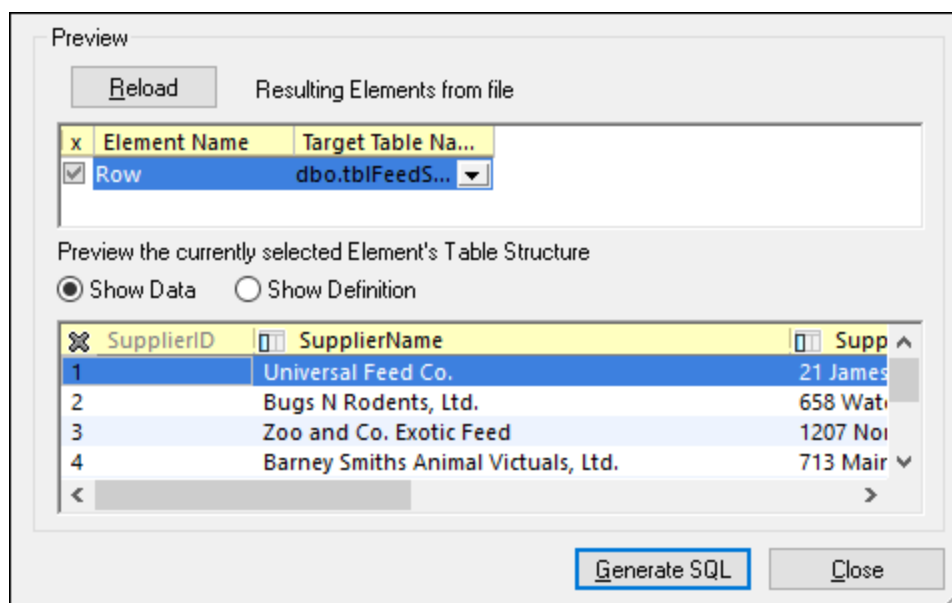 Preview
Reload Resulting Elements from file
x Element Name Target Table Na...
Row dbo.tblFeedS...
Preview the currently selected Element's Table Structure
Show Data Show Definition
SupplierID SupplierName Supp
1 Universal Feed Co. 21 James
2 Bugs N Rodents, Ltd. 658 Wat
3 Zoo and Co. Exotic Feed 1207 Nor
4 Barney Smiths Animal Victuals, Ltd. 713 Main
Generate SQL Close